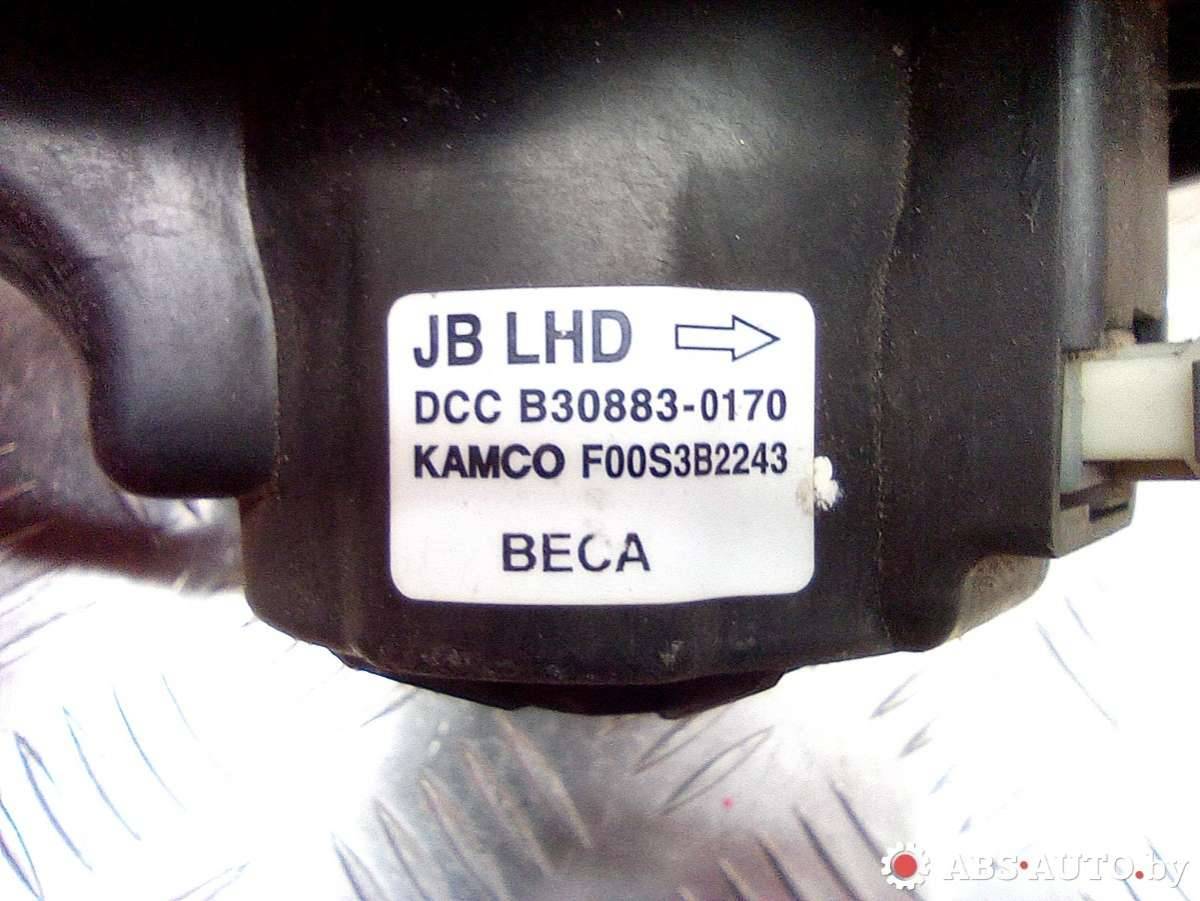 JB LHD
DCC B30883-0170
KAMCO F00S3B2243
BECA
ABS-AUTO.by